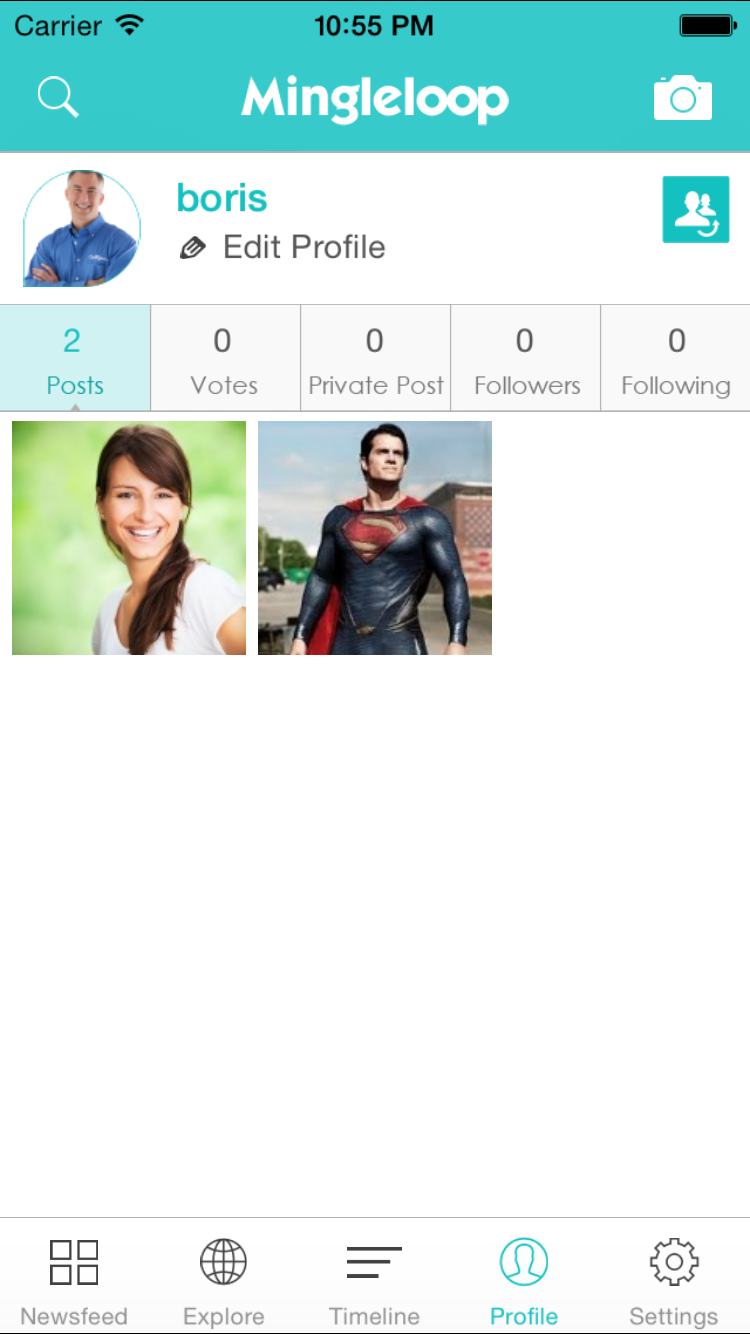 Carrier 10:55 PM
Mingleloop
boris
Edit Profile
2 0 0 0 0
Posts Votes Private Post Followers Following
Newsfeed Explore Timeline Profile Settings